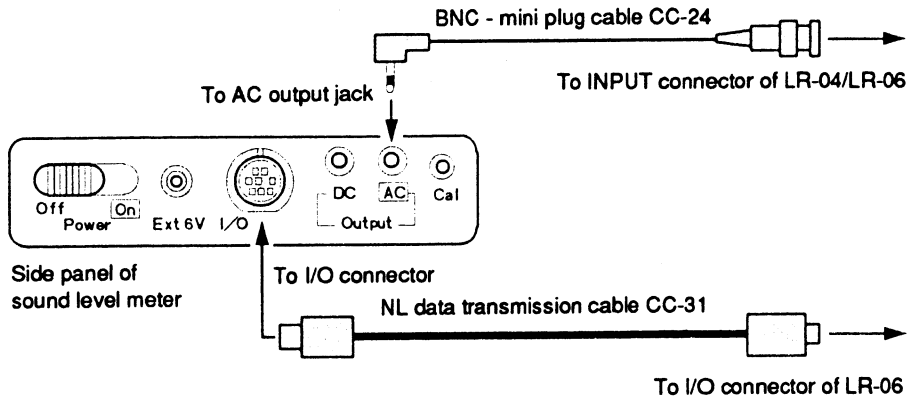 BNC - mini plug cable CC-24
To INPUT connector of LR-04/LR-06
To AC output jack
Off
On
Power
Ext 6V
I/O
DC
AC
Output
Cal
Side panel of
sound level meter
To I/O connector
NL data transmission cable CC-31
To I/O connector of LR-06